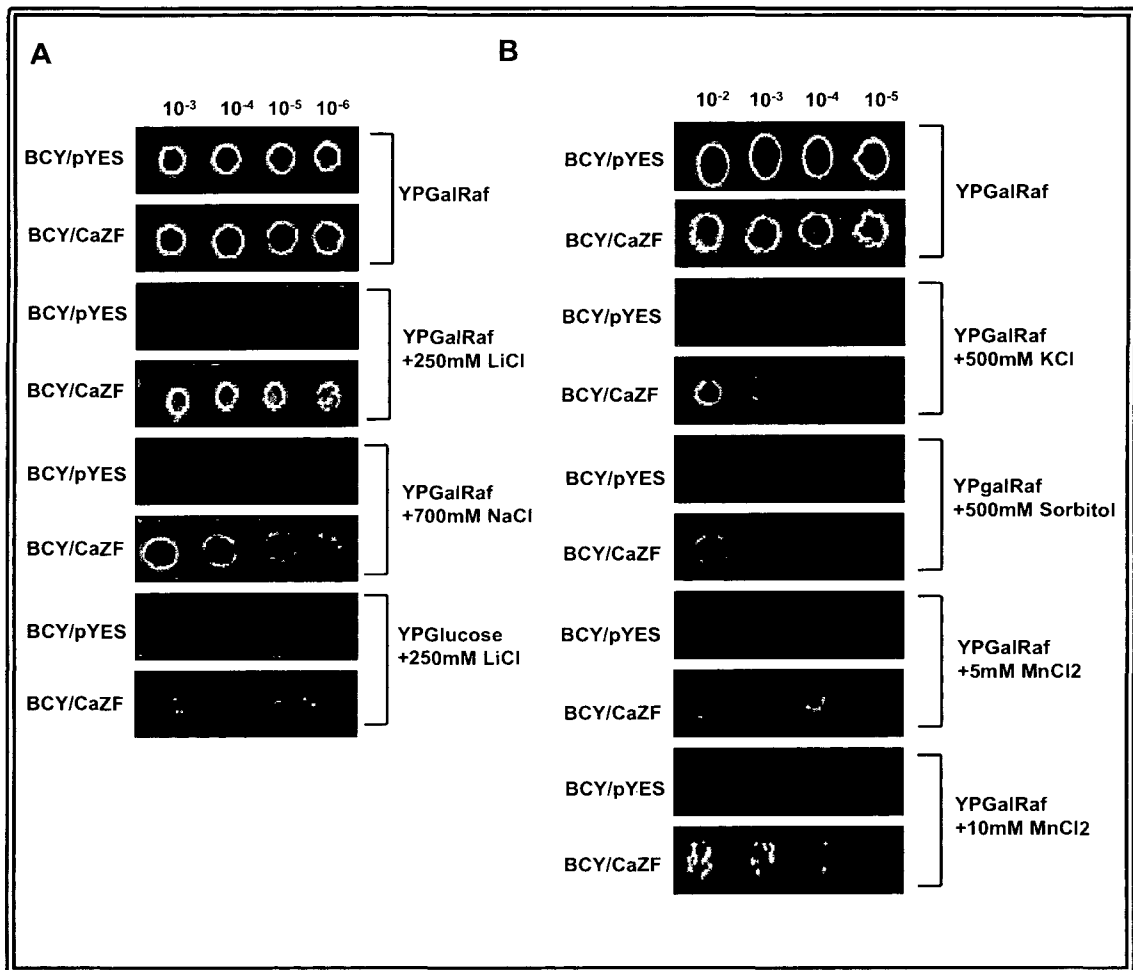 A
10-3 10-4 10-5 10-6
BCY/pYES
BCY/CaZF
YPGalRaf
BCY/pYES
BCY/CaZF
YPGalRaf
+250mM LiCl
BCY/pYES
BCY/CaZF
YPGalRaf
+700mM NaCl
BCY/pYES
BCY/CaZF
YPGlucose
+250mM LiCl
B
10-2 10-3 10-4 10-5
BCY/pYES
BCY/CaZF
YPGalRaf
BCY/pYES
BCY/CaZF
YPGalRaf
+500mM KCl
BCY/pYES
BCY/CaZF
YPgalRaf
+500mM Sorbitol
BCY/pYES
BCY/CaZF
YPGalRaf
+5mM MnCl2
BCY/pYES
BCY/CaZF
YPGalRaf
+10mM MnCl2